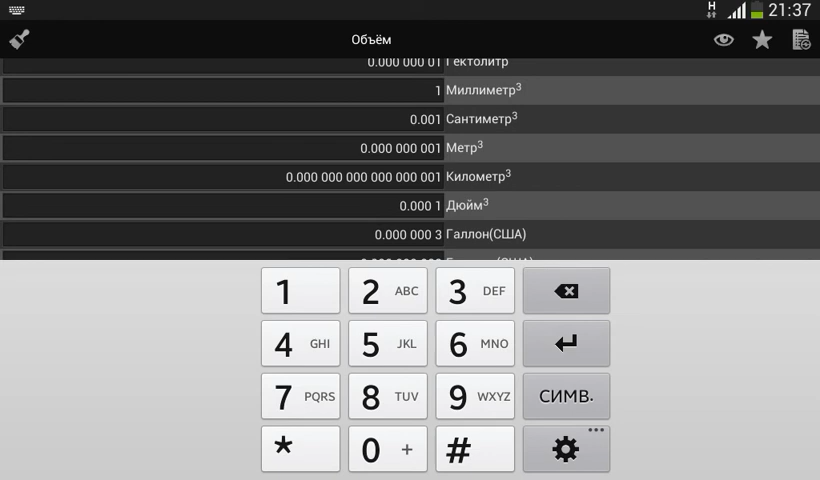 H 21:37
Объём
0.000 000 01 Гектолитр
1 Миллиметр³
0.001 Сантиметр³
0.000 000 001 Метр³
0.000 000 000 000 000 001 Километр³
0.000 1 Дюйм³
0.000 000 3 Галлон(США)
1 2 ABC 3 DEF
4 GHI 5 JKL 6 MNO
7 PQRS 8 TUV 9 WXYZ СИМВ.
* 0 + #